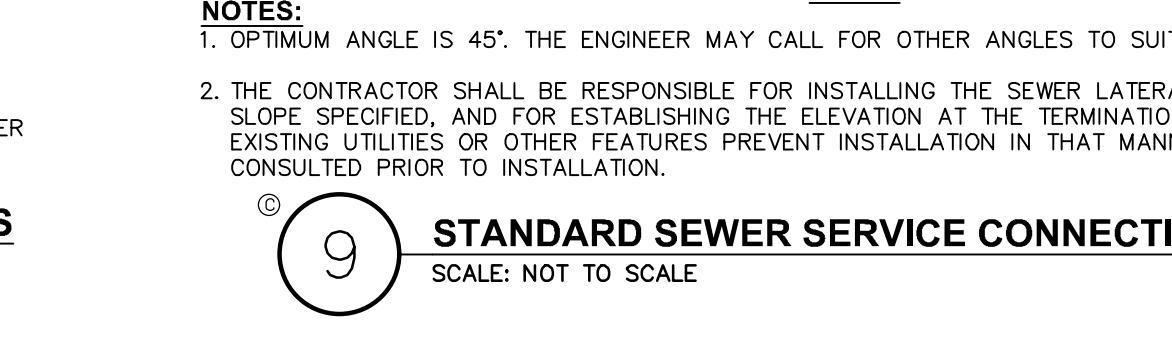 NOTES:
1. OPTIMUM ANGLE IS 45°. THE ENGINEER MAY CALL FOR OTHER ANGLES TO
2. THE CONTRACTOR SHALL BE RESPONSIBLE FOR INSTALLING THE SEWER
SLOPE SPECIFIED, AND FOR ESTABLISHING THE ELEVATION AT THE
EXISTING UTILITIES OR OTHER FEATURES PREVENT INSTALLATION IN THAT
CONSULTED PRIOR TO INSTALLATION.
©
9
STANDARD SEWER SERVICE
SCALE: NOT TO SCALE